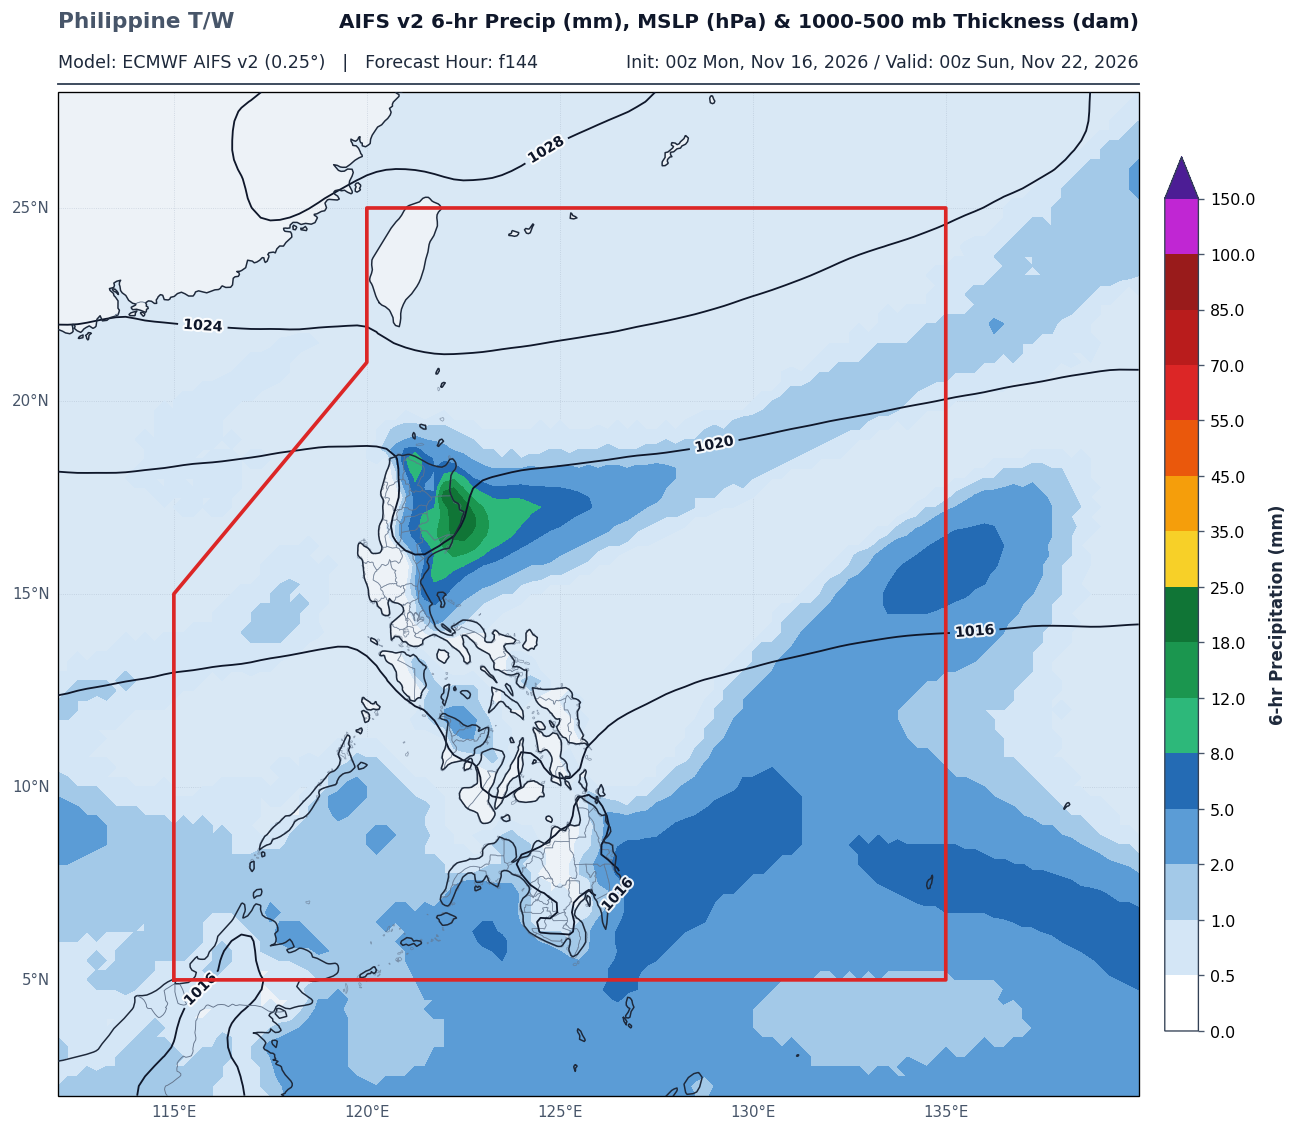 Philippine T/W
AIFS v2 6-hr Precip (mm), MSLP (hPa) & 1000-500 mb Thickness (dam)
Model: ECMWF AIFS v2 (0.25°) | Forecast Hour: f144
Init: 00z Mon, Nov 16, 2026 / Valid: 00z Sun, Nov 22, 2026
1028
25°N
1024
20°N
1020
15°N
1016
10°N
1016
5°N
1016
115°E
120°E
125°E
130°E
135°E
150.0
100.0
85.0
70.0
55.0
45.0
35.0
25.0
18.0
12.0
8.0
5.0
2.0
1.0
0.5
0.0
6-hr Precipitation (mm)